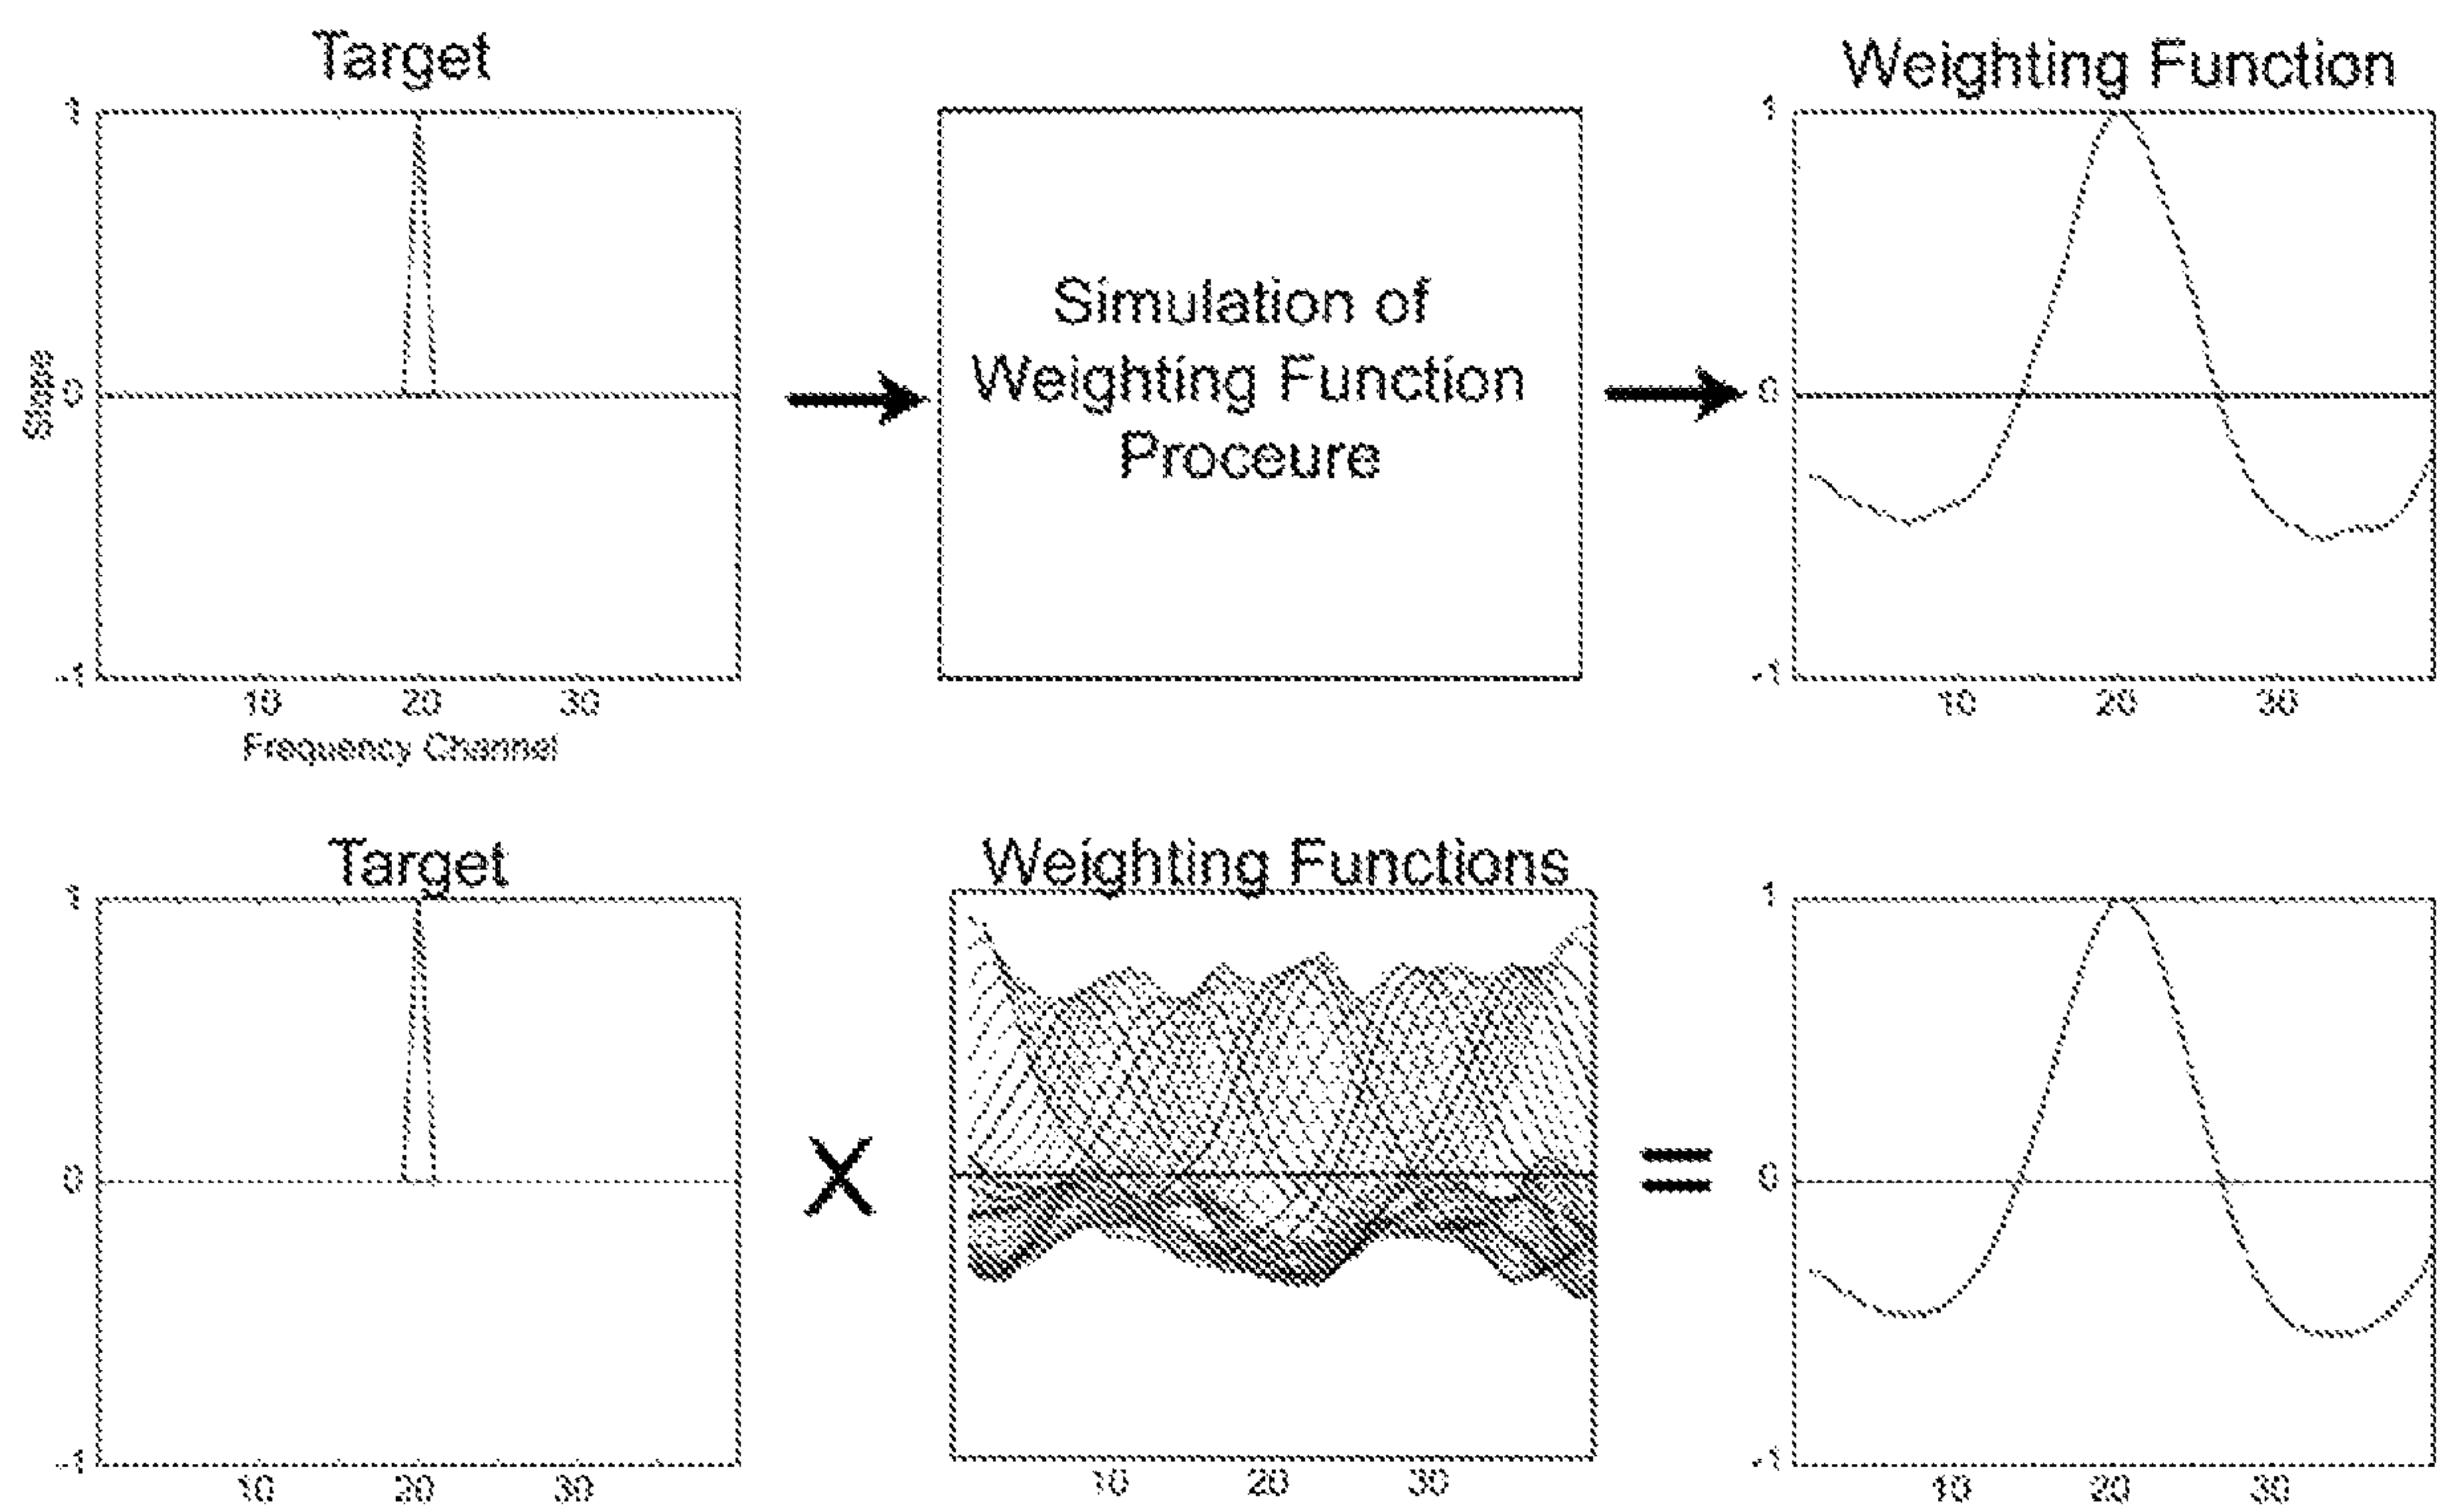 Target
Weighting Function
1
1
Slope
0
0
Simulation of
Weighting Function
Proceure
-1
-1
10 20 30
10 20 30
Frequency Channel
Target
Weighting Functions
1
1
0
X
=
0
-1
-1
10 20 30
10 20 30
10 20 30